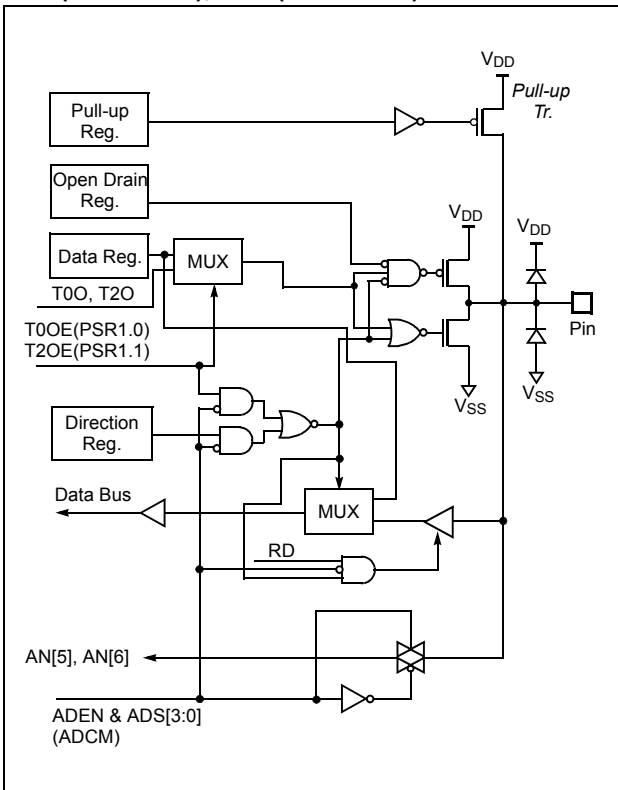 VDD
Pull-up
Tr.
Pull-up
Reg.
Open Drain
Reg.
VDD
VDD
Data Reg.
MUX
T0O, T2O
T0OE(PSR1.0)
T2OE(PSR1.1)
Pin
VSS
VSS
Direction
Reg.
Data Bus
MUX
RD
AN[5], AN[6]
ADEN & ADS[3:0]
(ADCM)